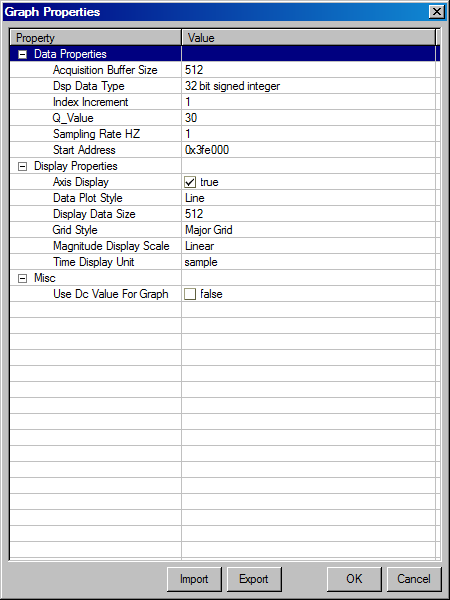 Graph Properties
Property Value
Data Properties
Acquisition Buffer Size 512
Dsp Data Type 32 bit signed integer
Index Increment 1
Q_Value 30
Sampling Rate HZ 1
Start Address 0x3fe000
Display Properties
Axis Display true
Data Plot Style Line
Display Data Size 512
Grid Style Major Grid
Magnitude Display Scale Linear
Time Display Unit sample
Misc
Use Dc Value For Graph false
Import Export OK Cancel